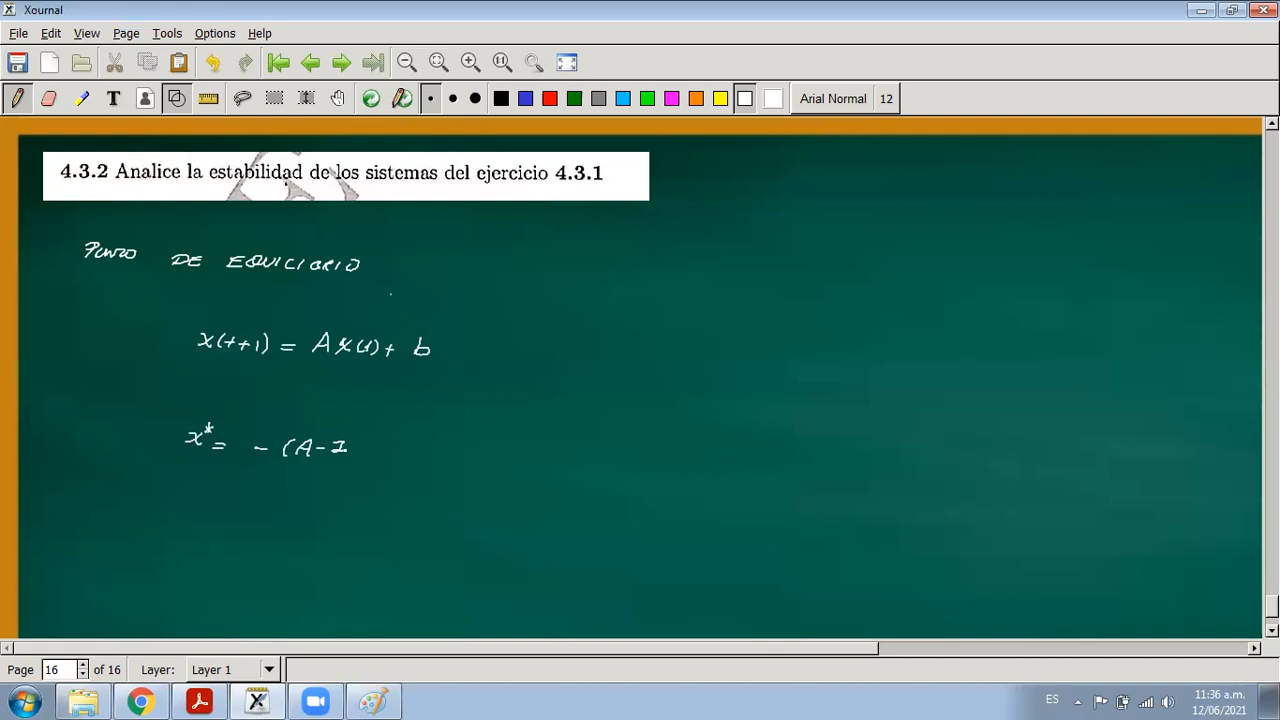 Xournal
File Edit View Page Tools Options Help
Arial Normal 12
4.3.2 Analice la estabilidad de los sistemas del ejercicio 4.3.1
PUNTO DE EQUILIBRIO
x(t+1) = Ax(t) + b
x* = - (A-I
Page 16 of 16 Layer: Layer 1
ES 11:36 a.m.
12/06/2021